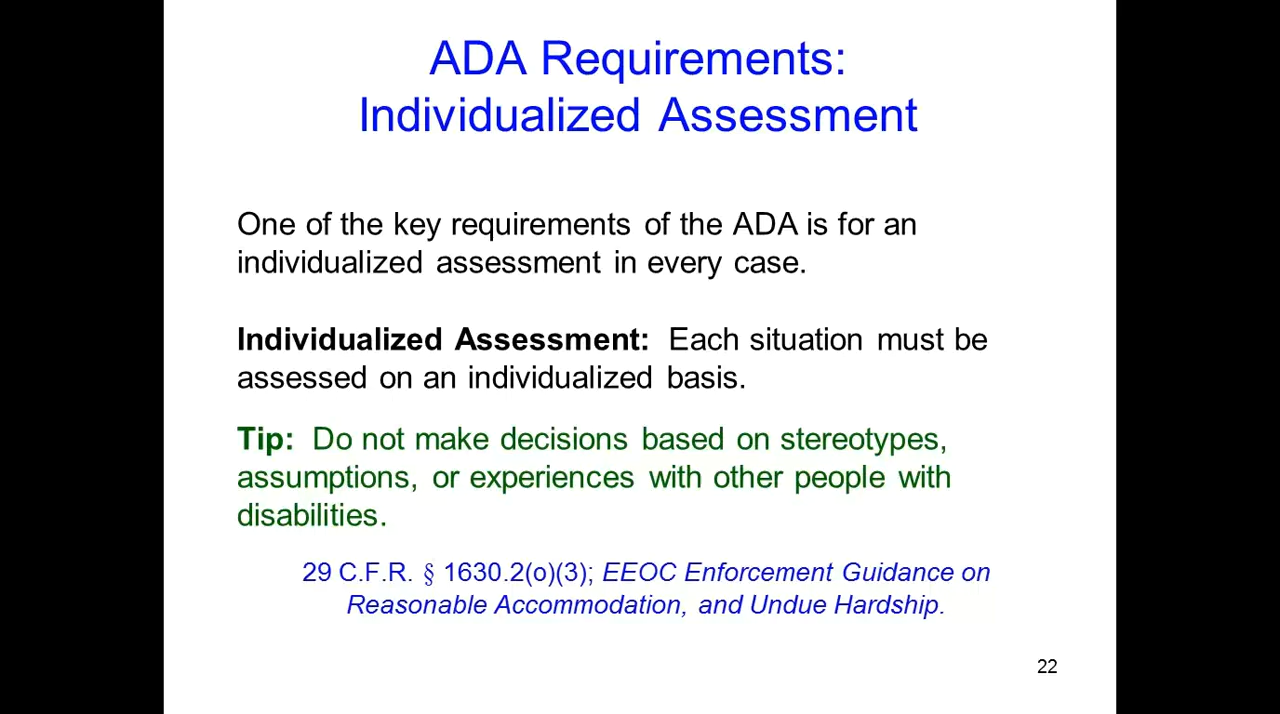 ADA Requirements:
Individualized Assessment
One of the key requirements of the ADA is for an
individualized assessment in every case.
Individualized Assessment: Each situation must be
assessed on an individualized basis.
Tip: Do not make decisions based on stereotypes,
assumptions, or experiences with other people with
disabilities.
29 C.F.R. § 1630.2(o)(3); EEOC Enforcement Guidance on
Reasonable Accommodation, and Undue Hardship.
22